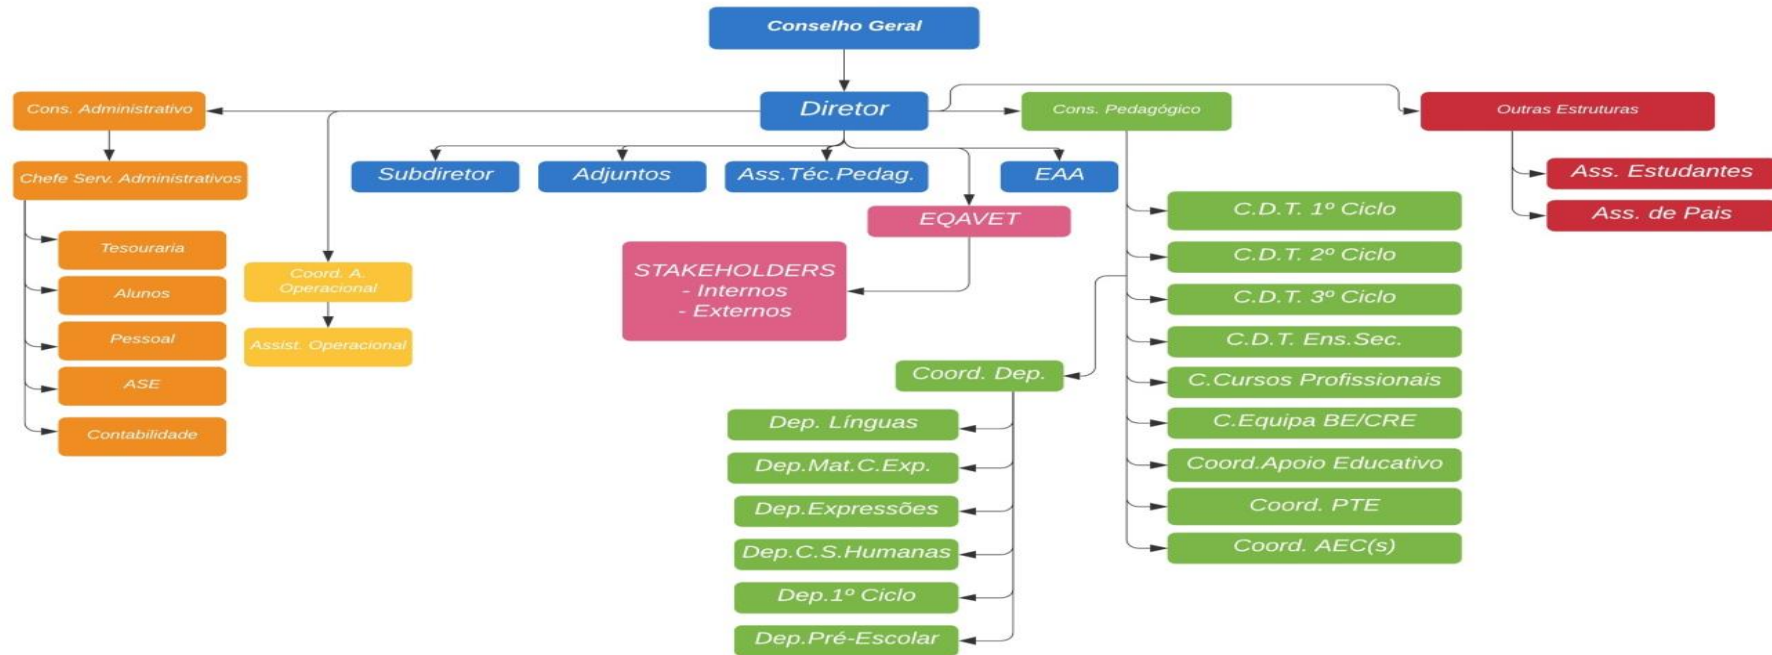 Conselho Geral
Cons. Administrativo
Diretor
Cons. Pedagógico
Outras Estruturas
Chefe Serv. Administrativos
Subdiretor
Adjuntos
Ass.Téc.Pedag.
EAA
Ass. Estudantes
Ass. de Pais
EQAVET
STAKEHOLDERS
- Internos
- Externos
Tesouraria
Alunos
Pessoal
ASE
Contabilidade
Coord. A.
Operacional
Assist. Operacional
C.D.T. 1º Ciclo
C.D.T. 2º Ciclo
C.D.T. 3º Ciclo
C.D.T. Ens.Sec.
C.Cursos Profissionais
C.Equipa BE/CRE
Coord.Apoio Educativo
Coord. PTE
Coord. AEC(s)
Coord. Dep.
Dep. Línguas
Dep.Mat.C.Exp.
Dep.Expressões
Dep.C.S.Humanas
Dep.1º Ciclo
Dep.Pré-Escolar